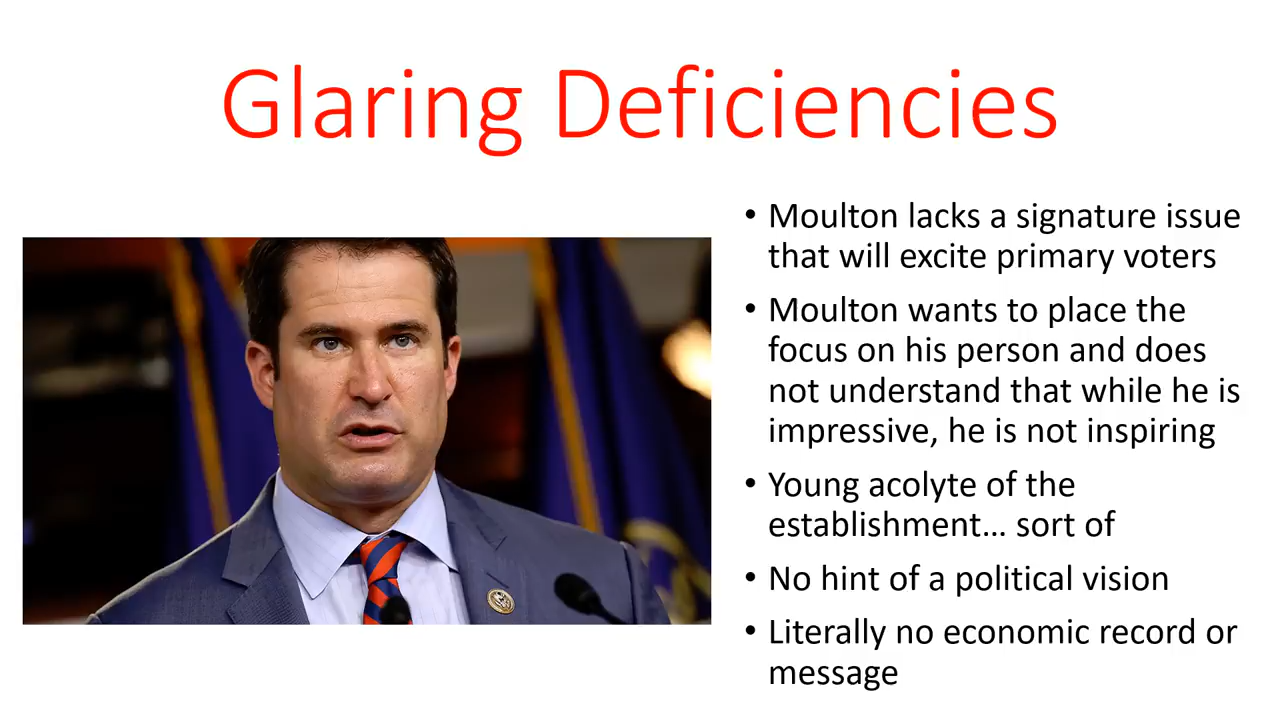 Glaring Deficiencies
• Moulton lacks a signature issue
that will excite primary voters
• Moulton wants to place the
focus on his person and does
not understand that while he is
impressive, he is not inspiring
• Young acolyte of the
establishment... sort of
• No hint of a political vision
• Literally no economic record or
message